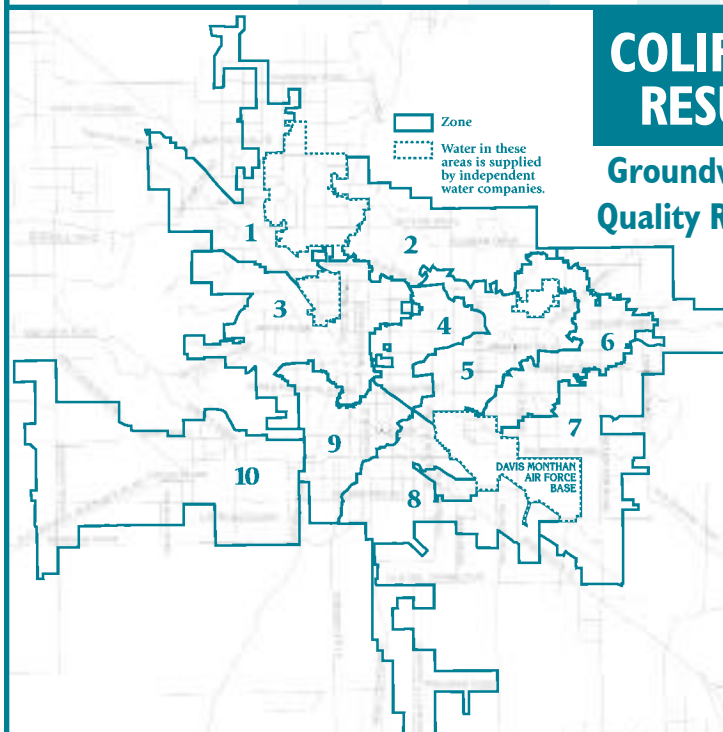 COLIF
RESU
Groundw
Quality R
Zone
Water in these
areas is supplied
by independent
water companies.
1
2
3
4
5
6
7
DAVIS MONTHAN
AIR FORCE
BASE
8
9
10